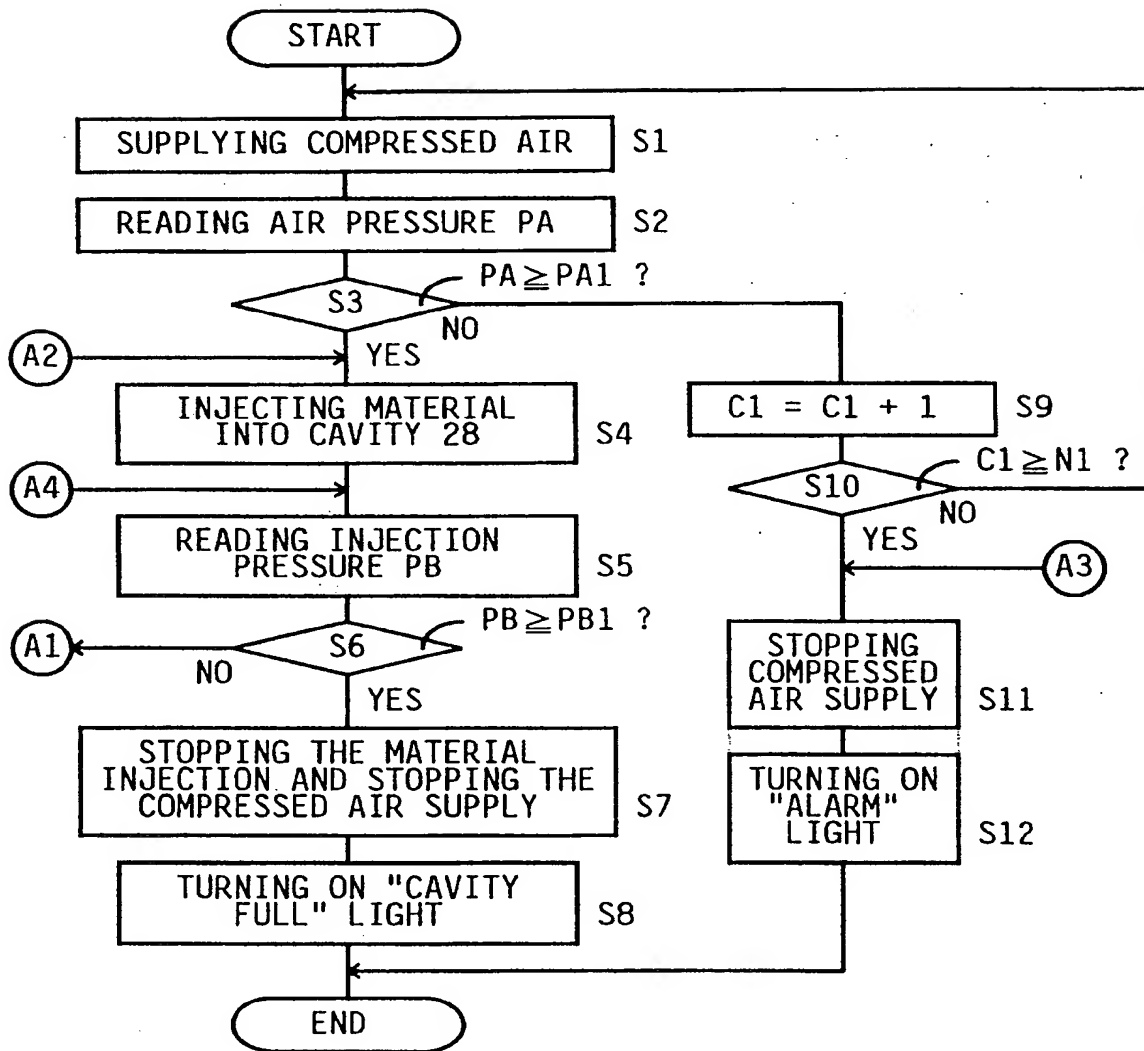 START
SUPPLYING COMPRESSED AIR S1
READING AIR PRESSURE PA S2
PA≧PA1 ?
S3
NO
A2
YES
INJECTING MATERIAL
INTO CAVITY 28
S4
C1 = C1 + 1 S9
C1≧N1 ?
A4
S10
NO
READING INJECTION
PRESSURE PB
S5
YES
A3
PB≧PB1 ?
A1
S6
NO
YES
STOPPING
COMPRESSED
AIR SUPPLY
S11
STOPPING THE MATERIAL
INJECTION AND STOPPING THE
COMPRESSED AIR SUPPLY
S7
TURNING ON
"ALARM"
LIGHT
S12
TURNING ON "CAVITY
FULL" LIGHT
S8
END